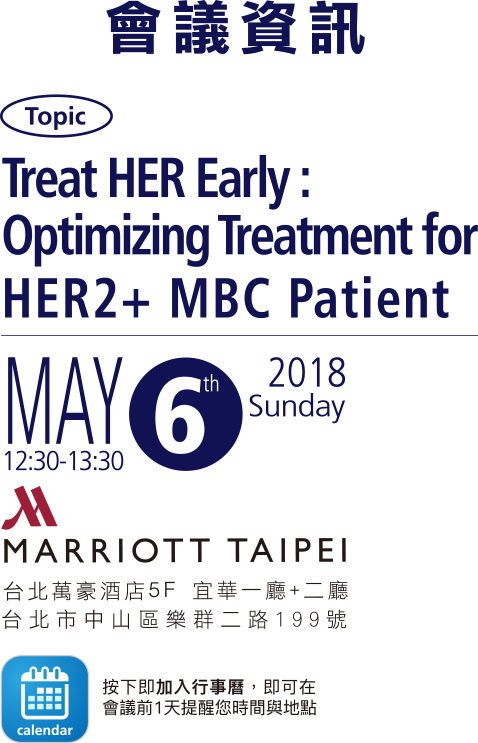 會議資訊
Topic
Treat HER Early :
Optimizing Treatment for
HER2+ MBC Patient
MAY 6th 2018
Sunday
12:30-13:30
MARRIOTT TAIPEI
台北萬豪酒店5F 宜華一廳+二廳
台北市中山區樂群二路199號
calendar
按下即加入行事曆，即可在
會議前1天提醒您時間與地點